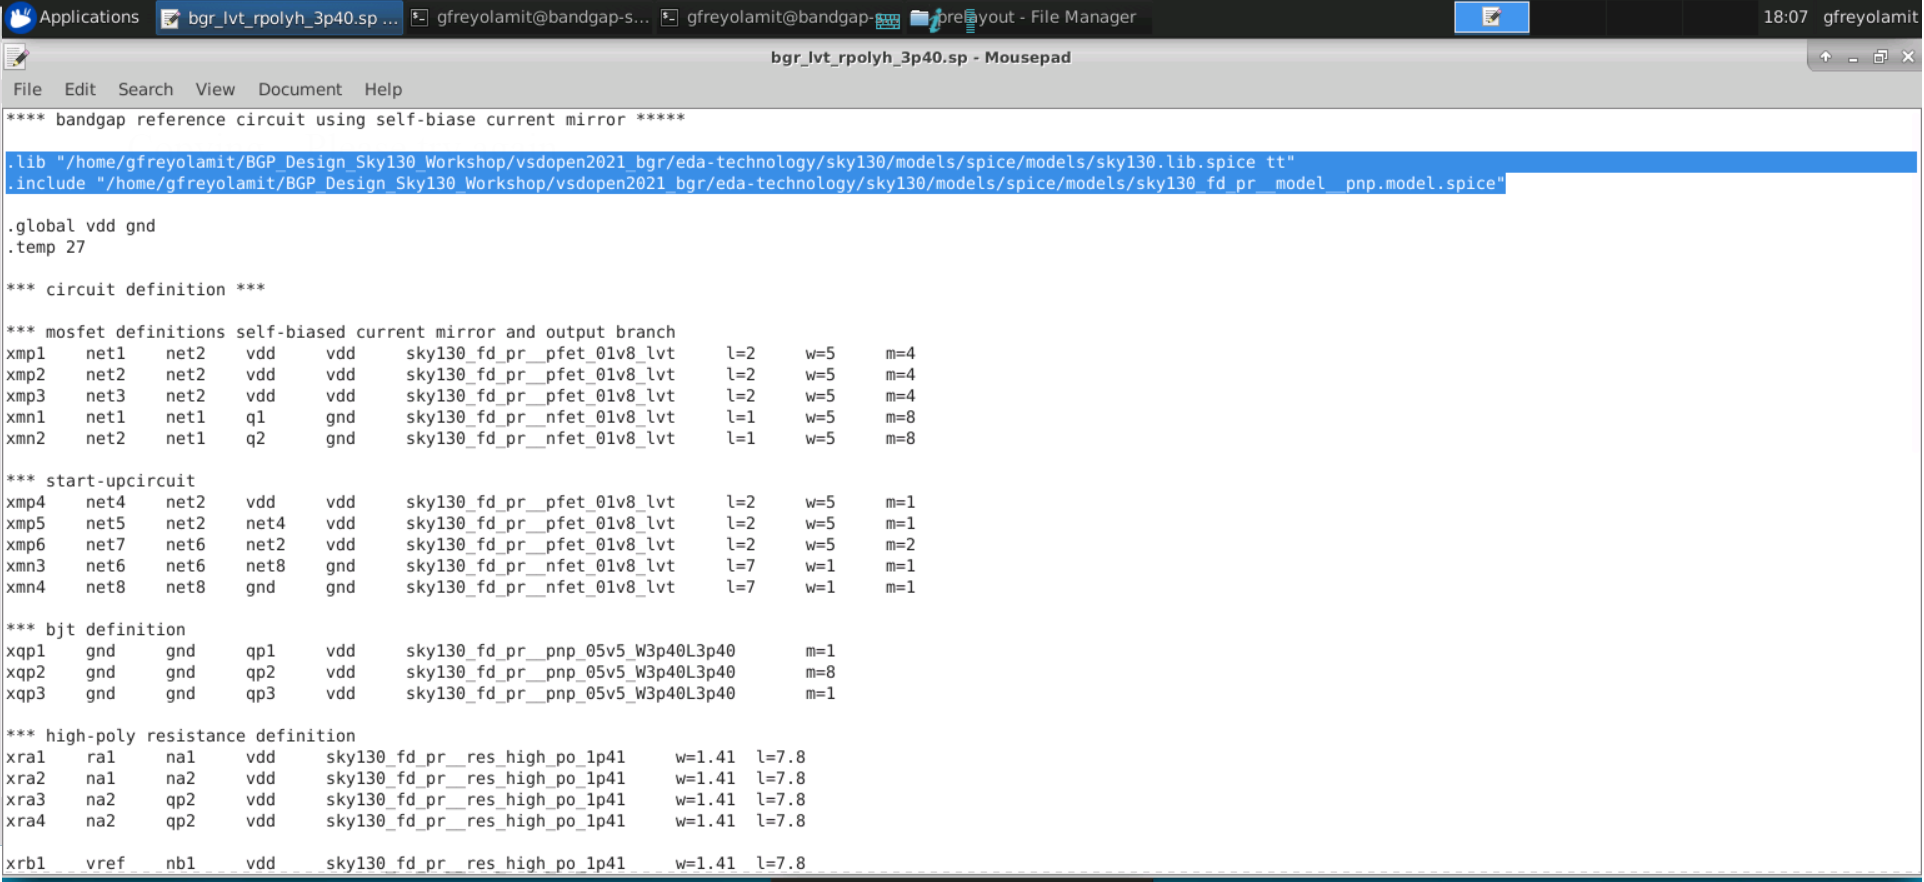 Applications bgr_lvt_rpolyh_3p40.sp ... gfreyolamit@bandgap-s... gfreyolamit@bandgap- prelayout - File Manager 18:07 gfreyolamit
bgr_lvt_rpolyh_3p40.sp - Mousepad
File Edit Search View Document Help
**** bandgap reference circuit using self-biase current mirror *****
.lib "/home/gfreyolamit/BGP_Design_Sky130_Workshop/vsdopen2021_bgr/eda-technology/sky130/models/spice/models/sky130.lib.spice tt"
.include "/home/gfreyolamit/BGP_Design_Sky130_Workshop/vsdopen2021_bgr/eda-technology/sky130/models/spice/models/sky130_fd_pr__model__pnp.model.spice"
.global vdd gnd
.temp 27
*** circuit definition ***
*** mosfet definitions self-biased current mirror and output branch
xmp1 net1 net2 vdd vdd sky130_fd_pr__pfet_01v8_lvt l=2 w=5 m=4
xmp2 net2 net2 vdd vdd sky130_fd_pr__pfet_01v8_lvt l=2 w=5 m=4
xmp3 net3 net2 vdd vdd sky130_fd_pr__pfet_01v8_lvt l=2 w=5 m=4
xmn1 net1 net1 q1 gnd sky130_fd_pr__nfet_01v8_lvt l=1 w=5 m=8
xmn2 net2 net1 q2 gnd sky130_fd_pr__nfet_01v8_lvt l=1 w=5 m=8
*** start-upcircuit
xmp4 net4 net2 vdd vdd sky130_fd_pr__pfet_01v8_lvt l=2 w=5 m=1
xmp5 net5 net2 net4 vdd sky130_fd_pr__pfet_01v8_lvt l=2 w=5 m=1
xmp6 net7 net6 net2 vdd sky130_fd_pr__pfet_01v8_lvt l=2 w=5 m=2
xmn3 net6 net6 net8 gnd sky130_fd_pr__nfet_01v8_lvt l=7 w=1 m=1
xmn4 net8 net8 gnd gnd sky130_fd_pr__nfet_01v8_lvt l=7 w=1 m=1
*** bjt definition
xqp1 gnd gnd qp1 vdd sky130_fd_pr__pnp_05v5_W3p40L3p40 m=1
xqp2 gnd gnd qp2 vdd sky130_fd_pr__pnp_05v5_W3p40L3p40 m=8
xqp3 gnd gnd qp3 vdd sky130_fd_pr__pnp_05v5_W3p40L3p40 m=1
*** high-poly resistance definition
xra1 ra1 na1 vdd sky130_fd_pr__res_high_po_1p41 w=1.41 l=7.8
xra2 na1 na2 vdd sky130_fd_pr__res_high_po_1p41 w=1.41 l=7.8
xra3 na2 qp2 vdd sky130_fd_pr__res_high_po_1p41 w=1.41 l=7.8
xra4 na2 qp2 vdd sky130_fd_pr__res_high_po_1p41 w=1.41 l=7.8
xrb1 vref nb1 vdd sky130_fd_pr__res_high_po_1p41 w=1.41 l=7.8